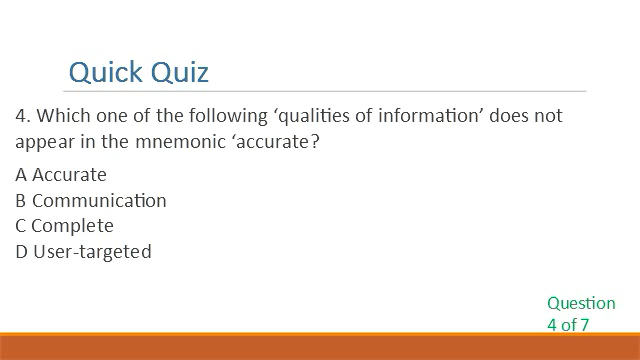 Quick Quiz
4. Which one of the following ‘qualities of information’ does not
appear in the mnemonic ‘accurate?
A Accurate
B Communication
C Complete
D User-targeted
Question
4 of 7